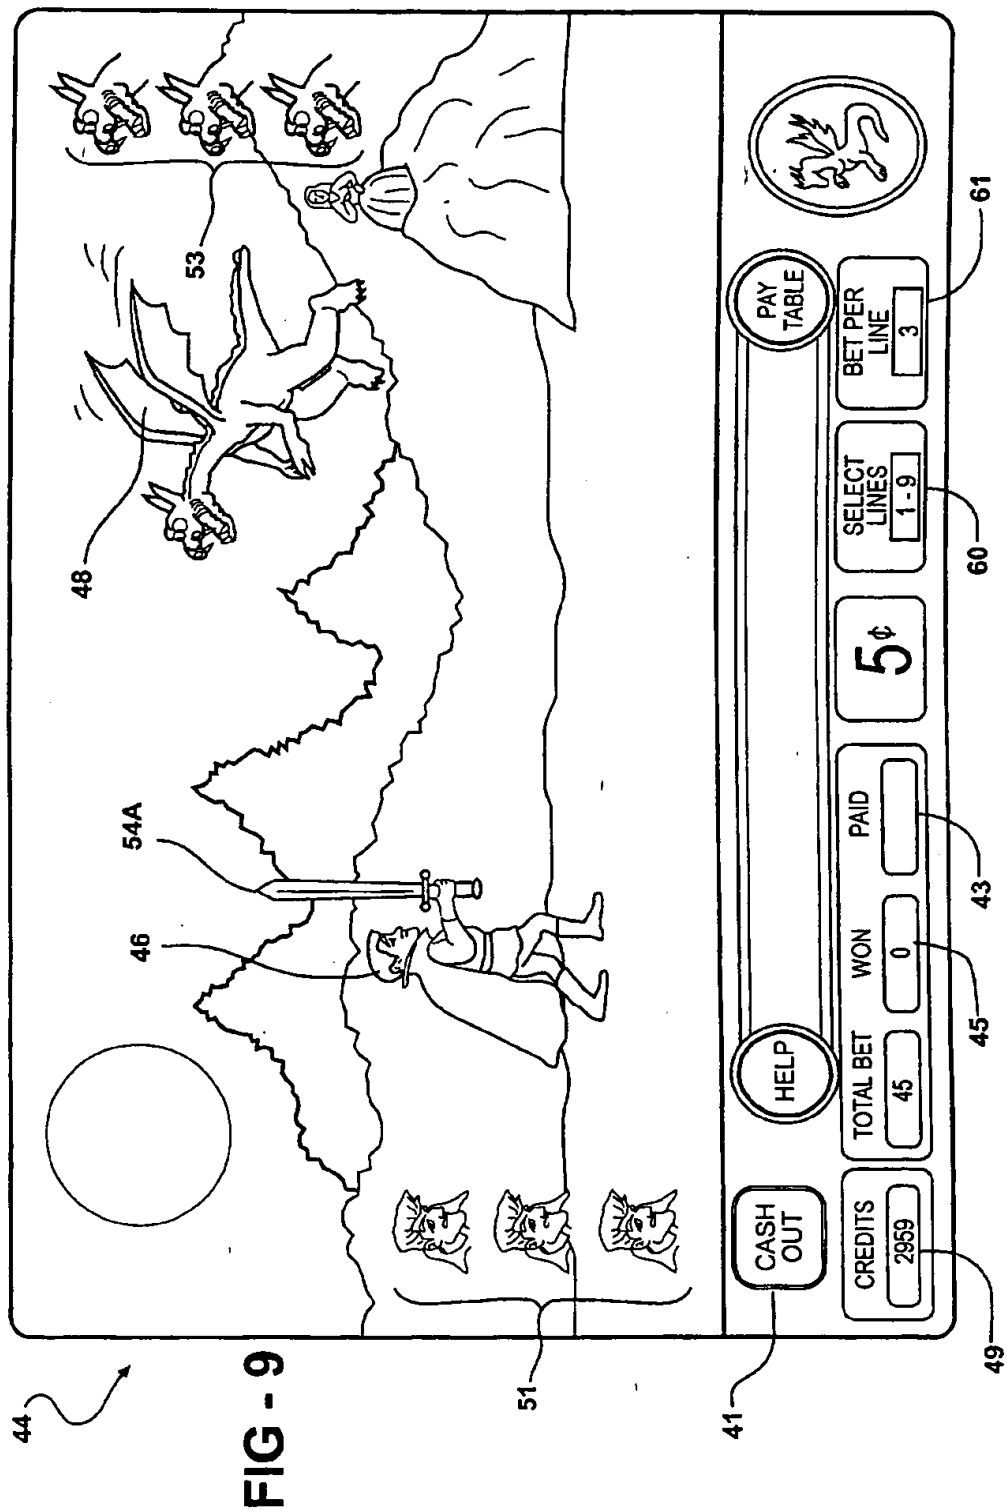 44
FIG - 9
48
53
54A
46
51
41
CASH
OUT
HELP
PAY
TABLE
CREDITS
2959
TOTAL BET
45
WON
0
PAID
5¢
SELECT
LINES
1 - 9
BET PER
LINE
3
49
45
43
60
61